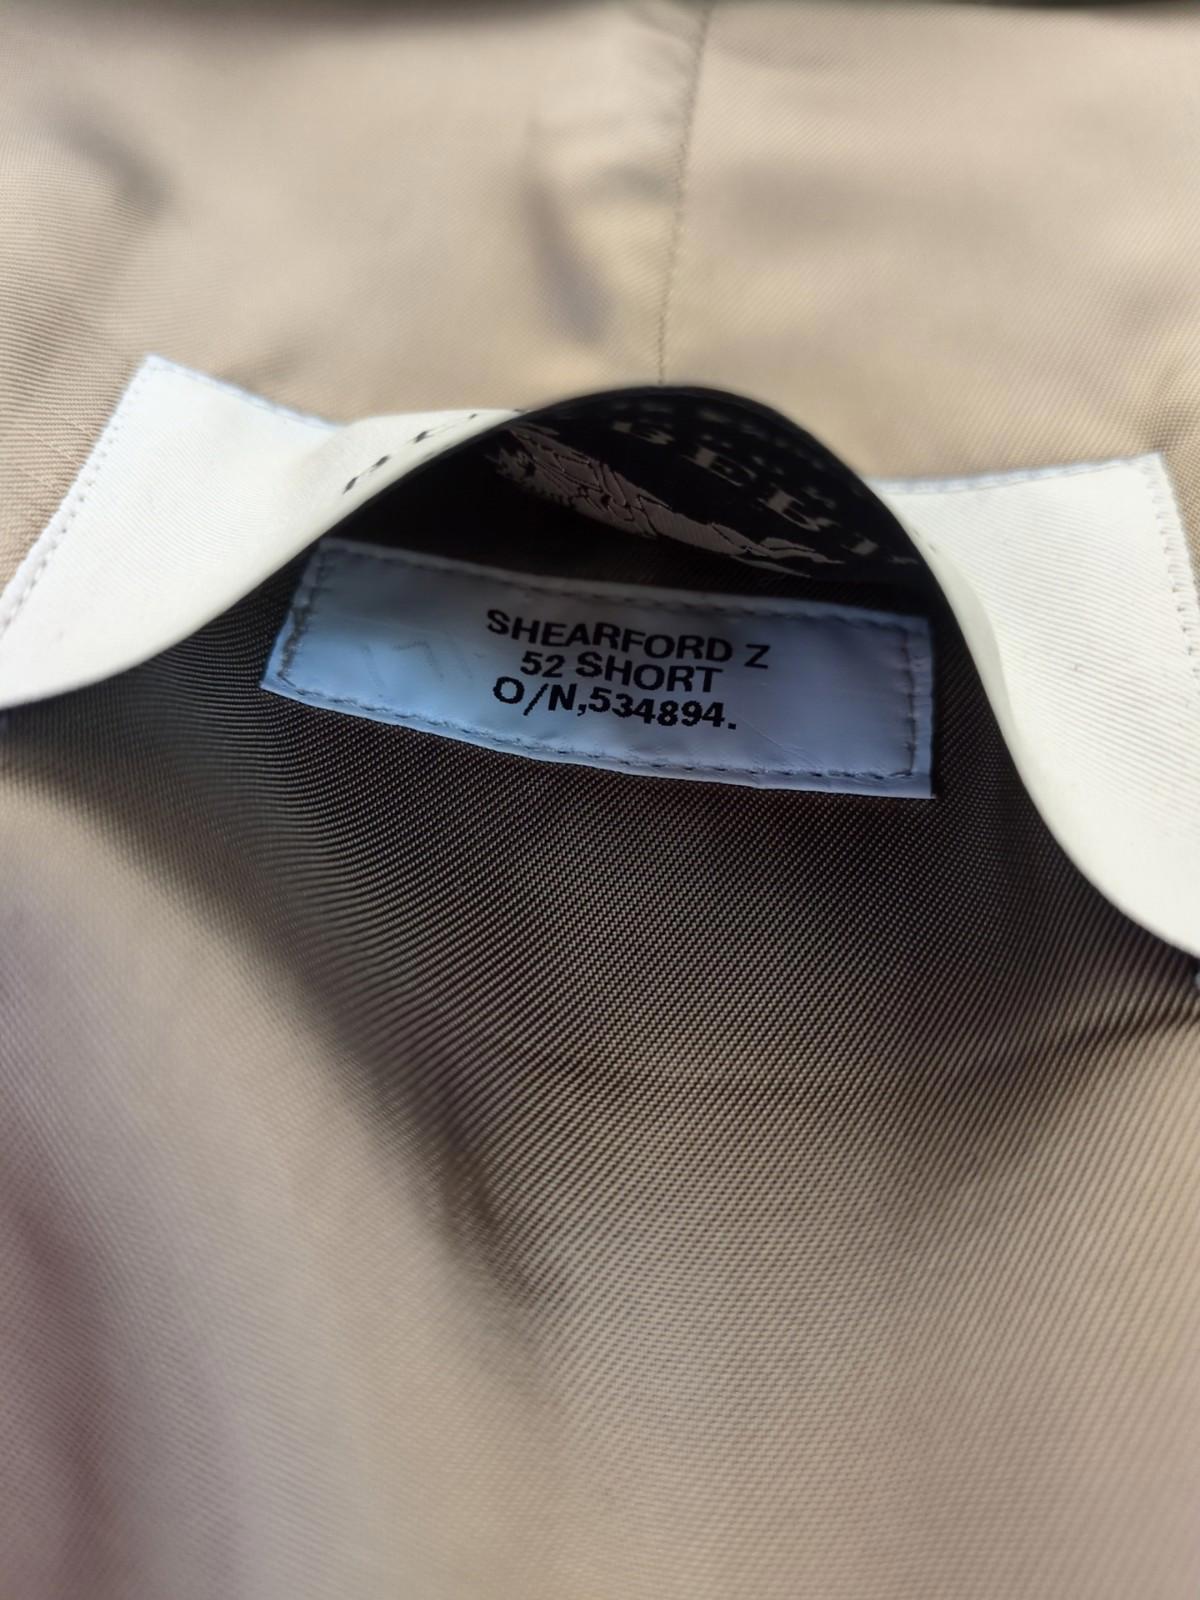 SHEARFORD Z
52 SHORT
O/N,534894.